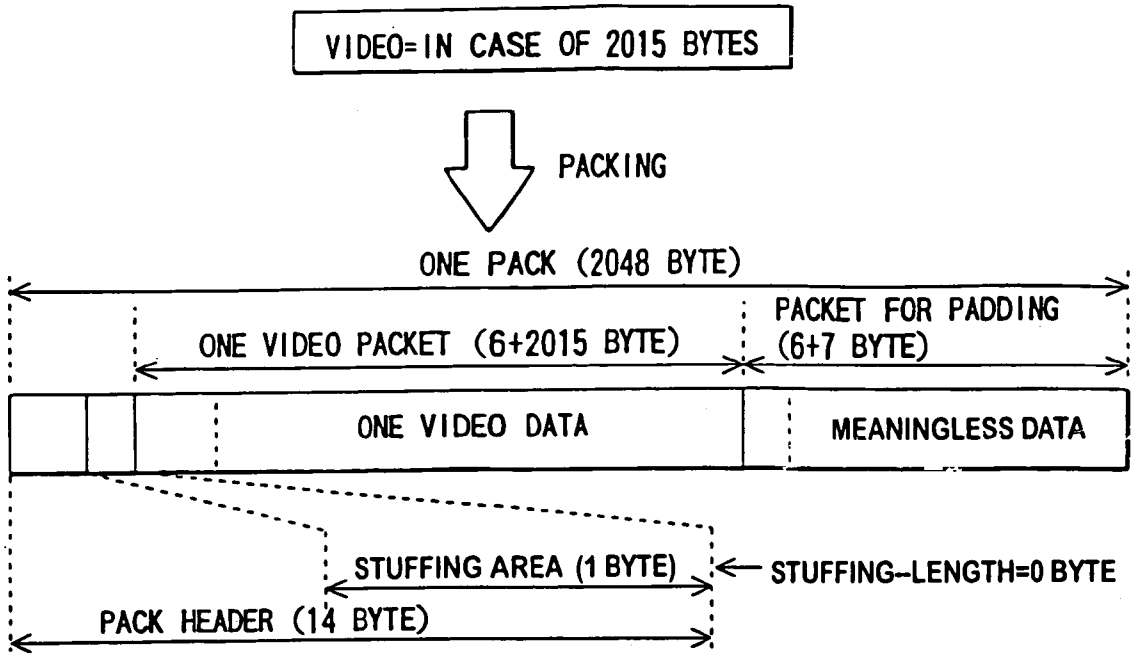 VIDEO=IN CASE OF 2015 BYTES
PACKING
ONE PACK (2048 BYTE)
PACKET FOR PADDING
ONE VIDEO PACKET (6+2015 BYTE)
(6+7 BYTE)
ONE VIDEO DATA
MEANINGLESS DATA
STUFFING AREA (1 BYTE)
STUFFING–LENGTH=0 BYTE
PACK HEADER (14 BYTE)